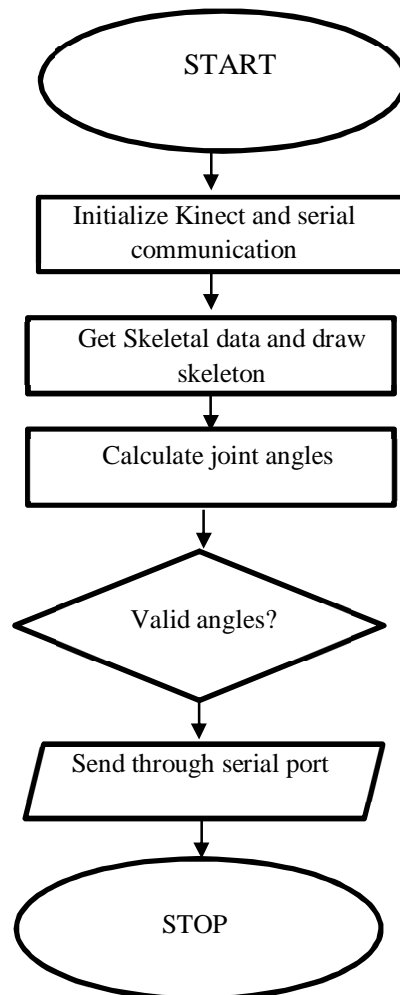 START
Initialize Kinect and serial
communication
Get Skeletal data and draw
skeleton
Calculate joint angles
Valid angles?
Send through serial port
STOP